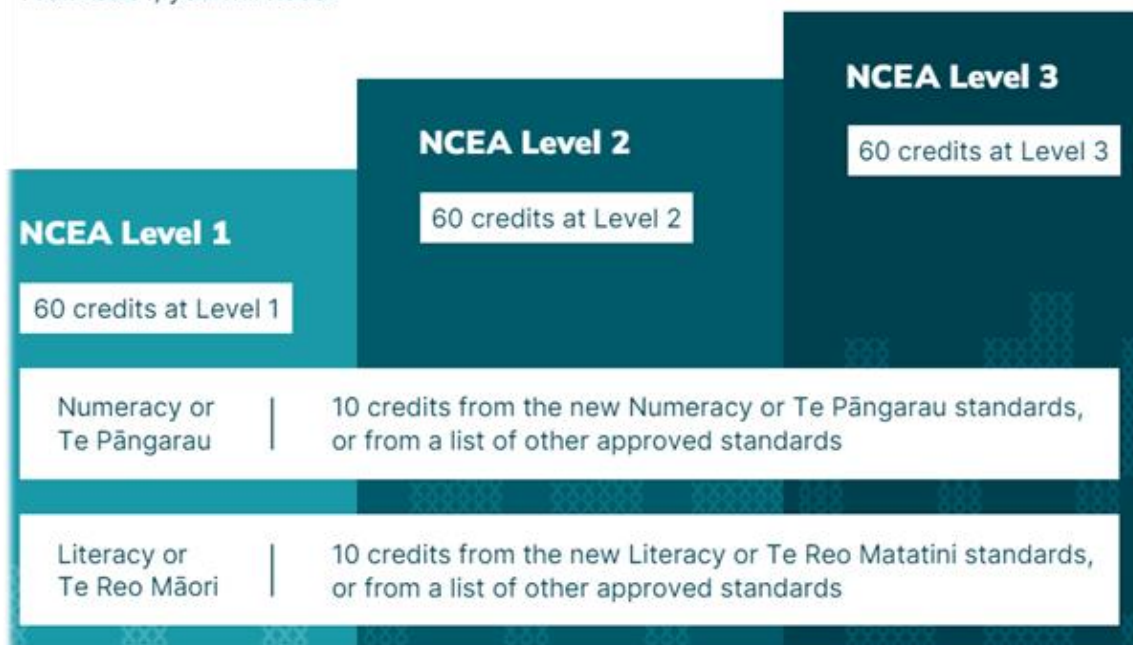 NCEA Level 3
60 credits at Level 3
NCEA Level 2
60 credits at Level 2
NCEA Level 1
60 credits at Level 1
Numeracy or
Te Pāngarau
10 credits from the new Numeracy or Te Pāngarau standards,
or from a list of other approved standards
Literacy or
Te Reo Māori
10 credits from the new Literacy or Te Reo Matatini standards,
or from a list of other approved standards